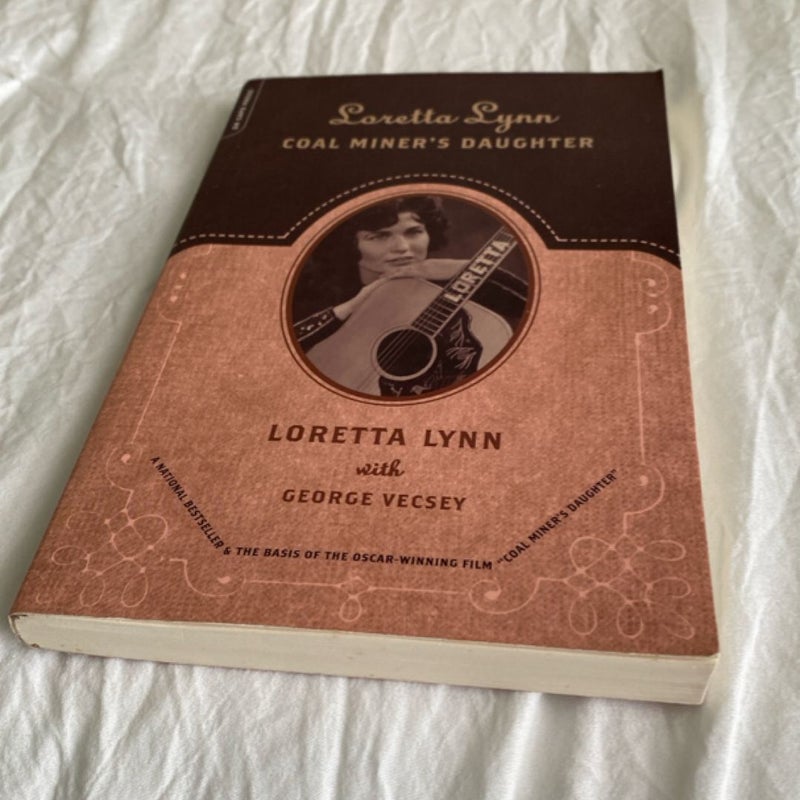 Loretta Lynn
COAL MINER'S DAUGHTER
LORETTA
LORETTA LYNN
with
GEORGE VECSEY
A NATIONAL BESTSELLER & THE BASIS OF THE OSCAR-WINNING FILM "COAL MINER'S DAUGHTER"